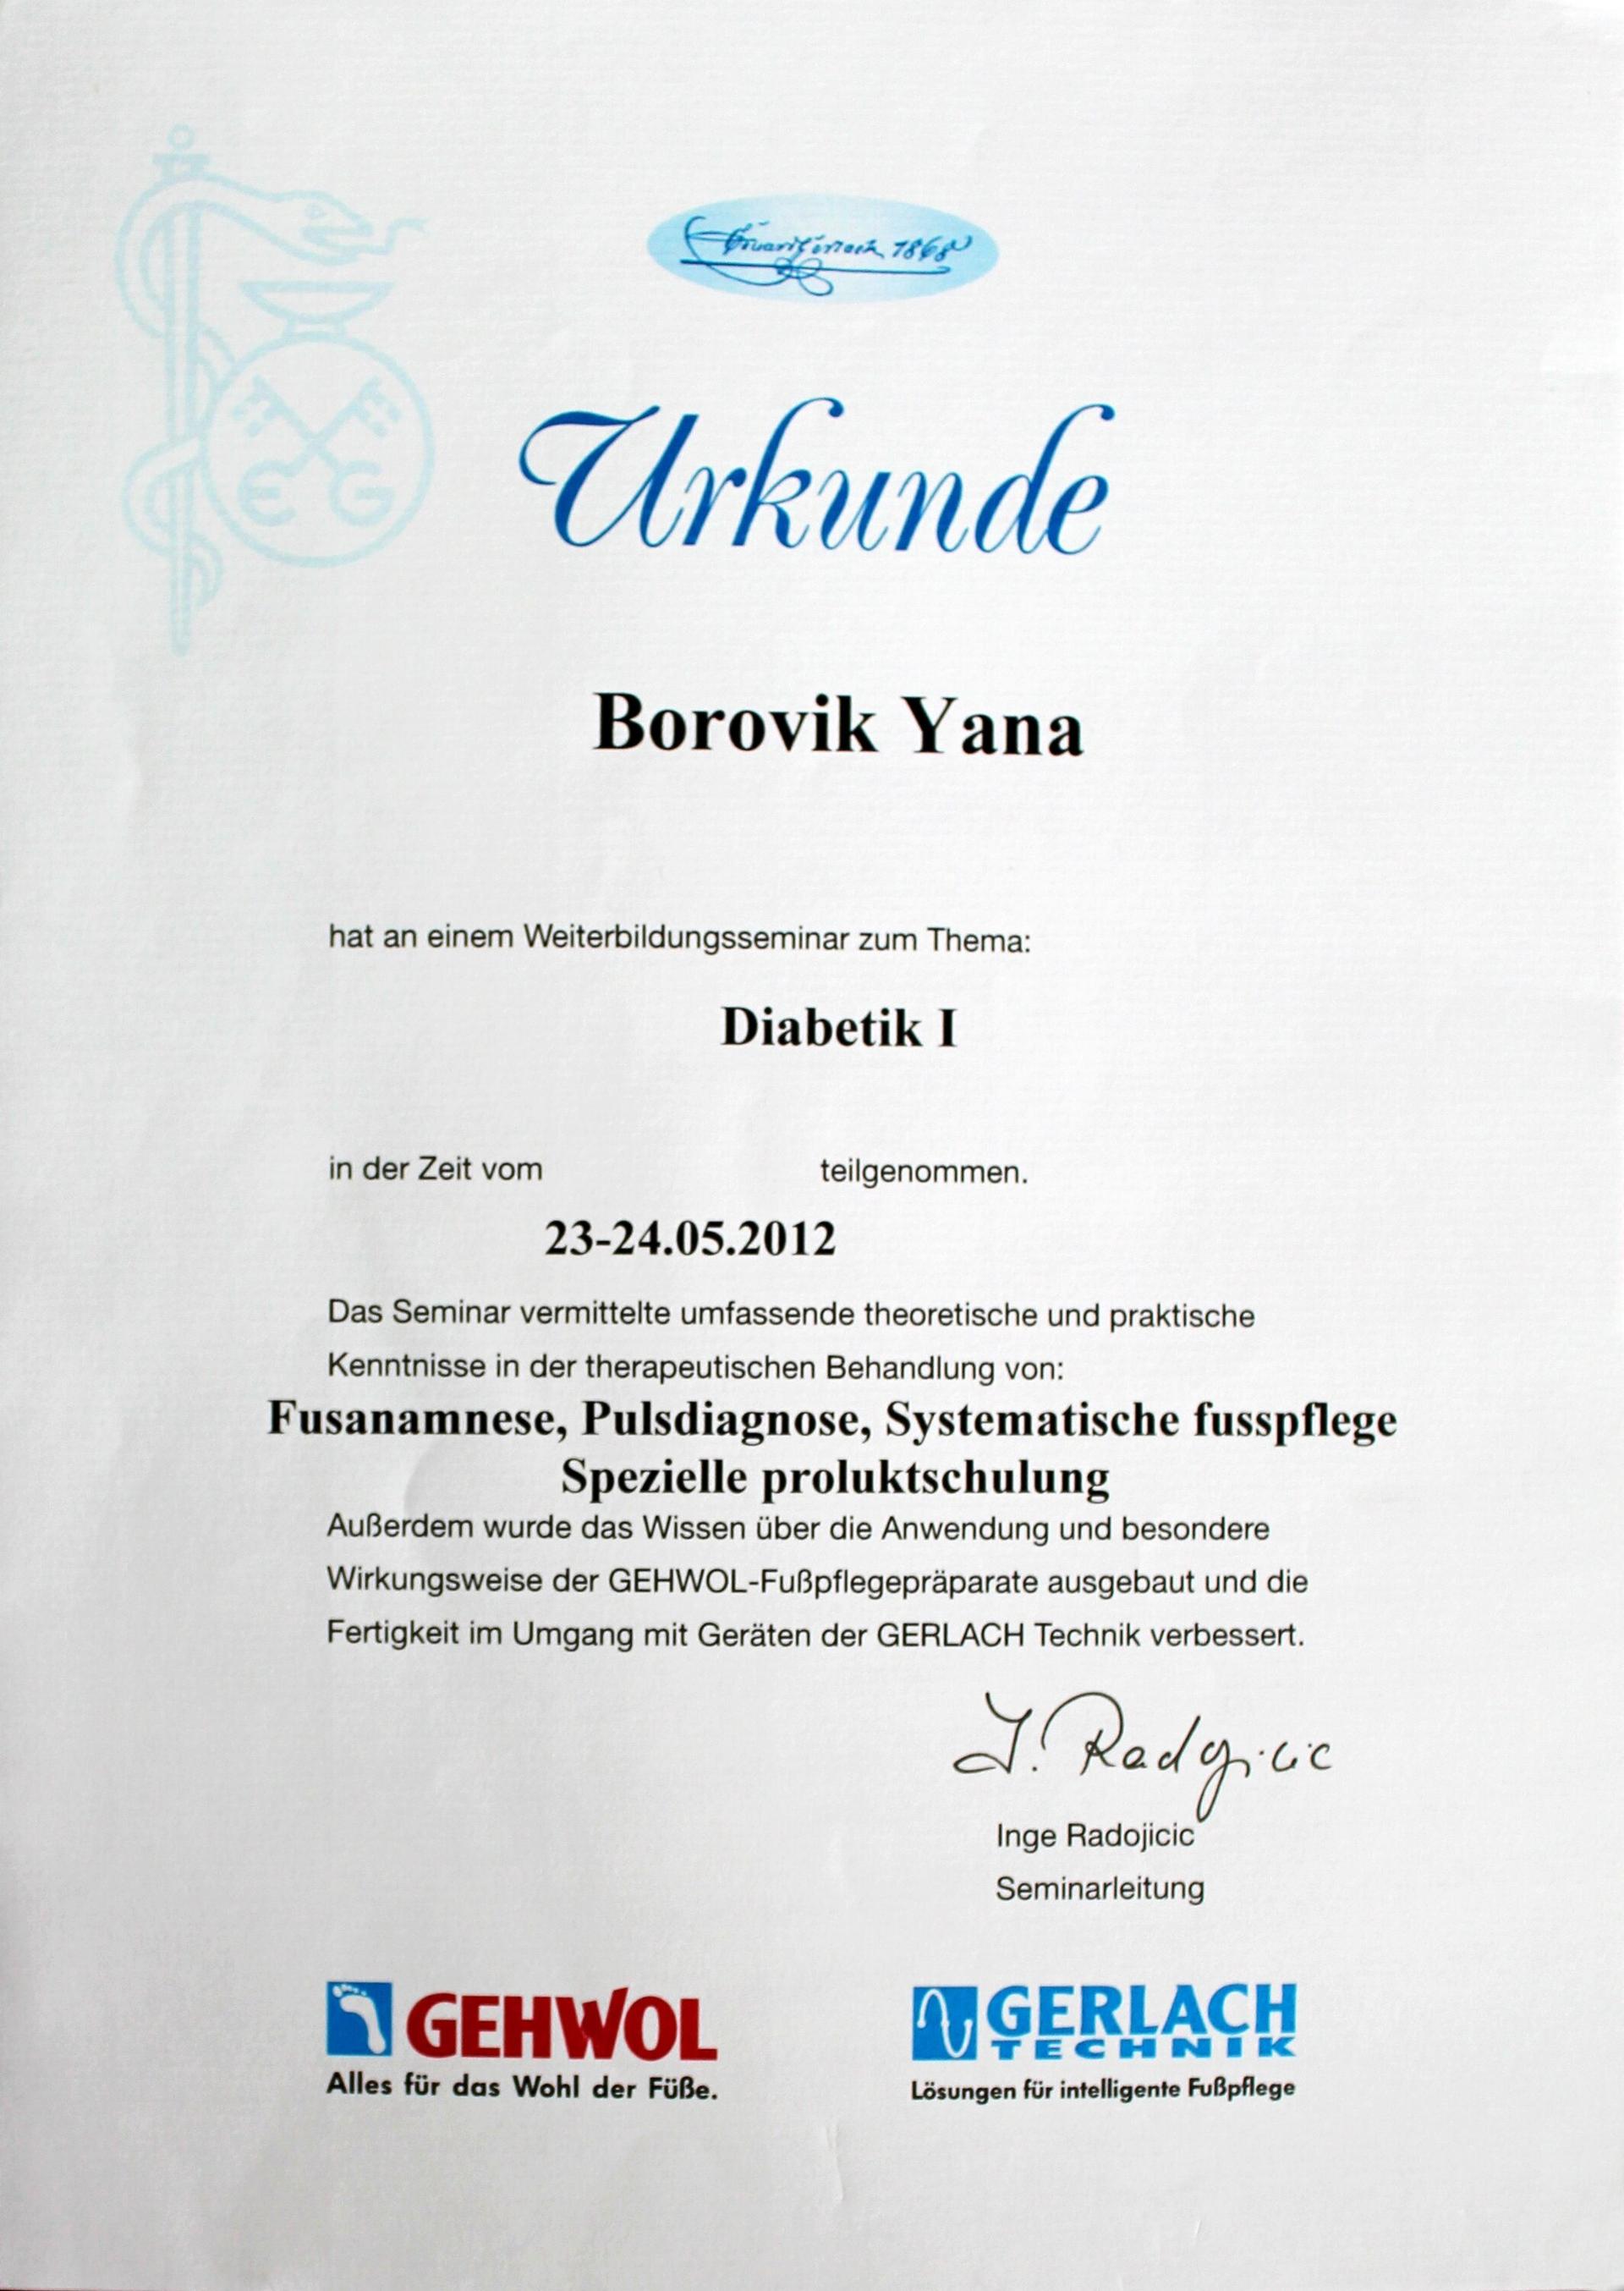 Eduard Gerlach 1868
E G
Urkunde
Borovik Yana
hat an einem Weiterbildungsseminar zum Thema:
Diabetik I
in der Zeit vom teilgenommen.
23-24.05.2012
Das Seminar vermittelte umfassende theoretische und praktische
Kenntnisse in der therapeutischen Behandlung von:
Fusanamnese, Pulsdiagnose, Systematische fusspflege
Spezielle proluktschulung
Außerdem wurde das Wissen über die Anwendung und besondere
Wirkungsweise der GEHWOL-Fußpflegepräparate ausgebaut und die
Fertigkeit im Umgang mit Geräten der GERLACH Technik verbessert.
I. Radojicic
Inge Radojicic
Seminarleitung
GEHWOL
Alles für das Wohl der Füße.
GERLACH
TECHNIK
Lösungen für intelligente Fußpflege